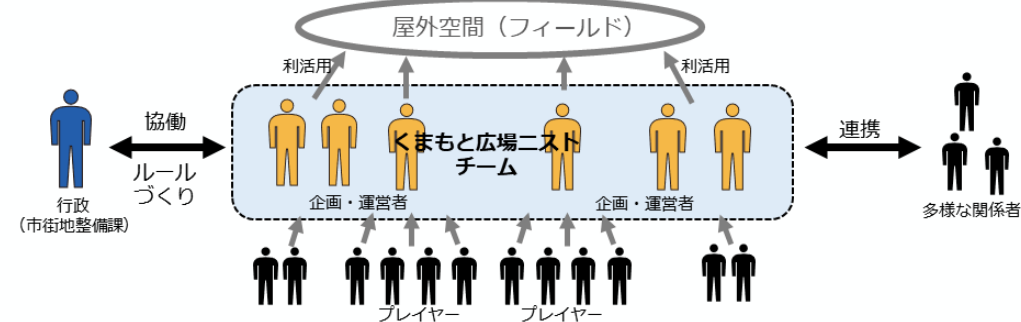 屋外空間（フィールド）
利活用
利活用
協働
ルール
づくり
行政
（市街地整備課）
くまもと広場ニスト
チーム
企画・運営者
企画・運営者
連携
多様な関係者
プレイヤー
プレイヤー